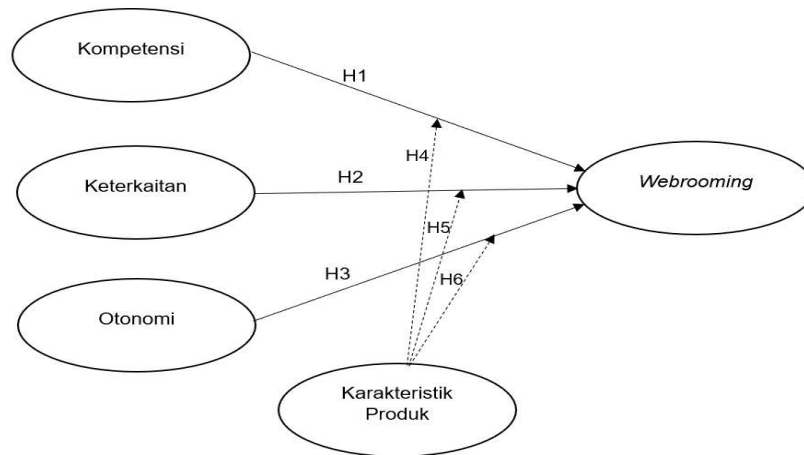 Kompetensi
H1
H4
Keterkaitan
H2
Webrooming
H5
H3
H6
Otonomi
Karakteristik
Produk